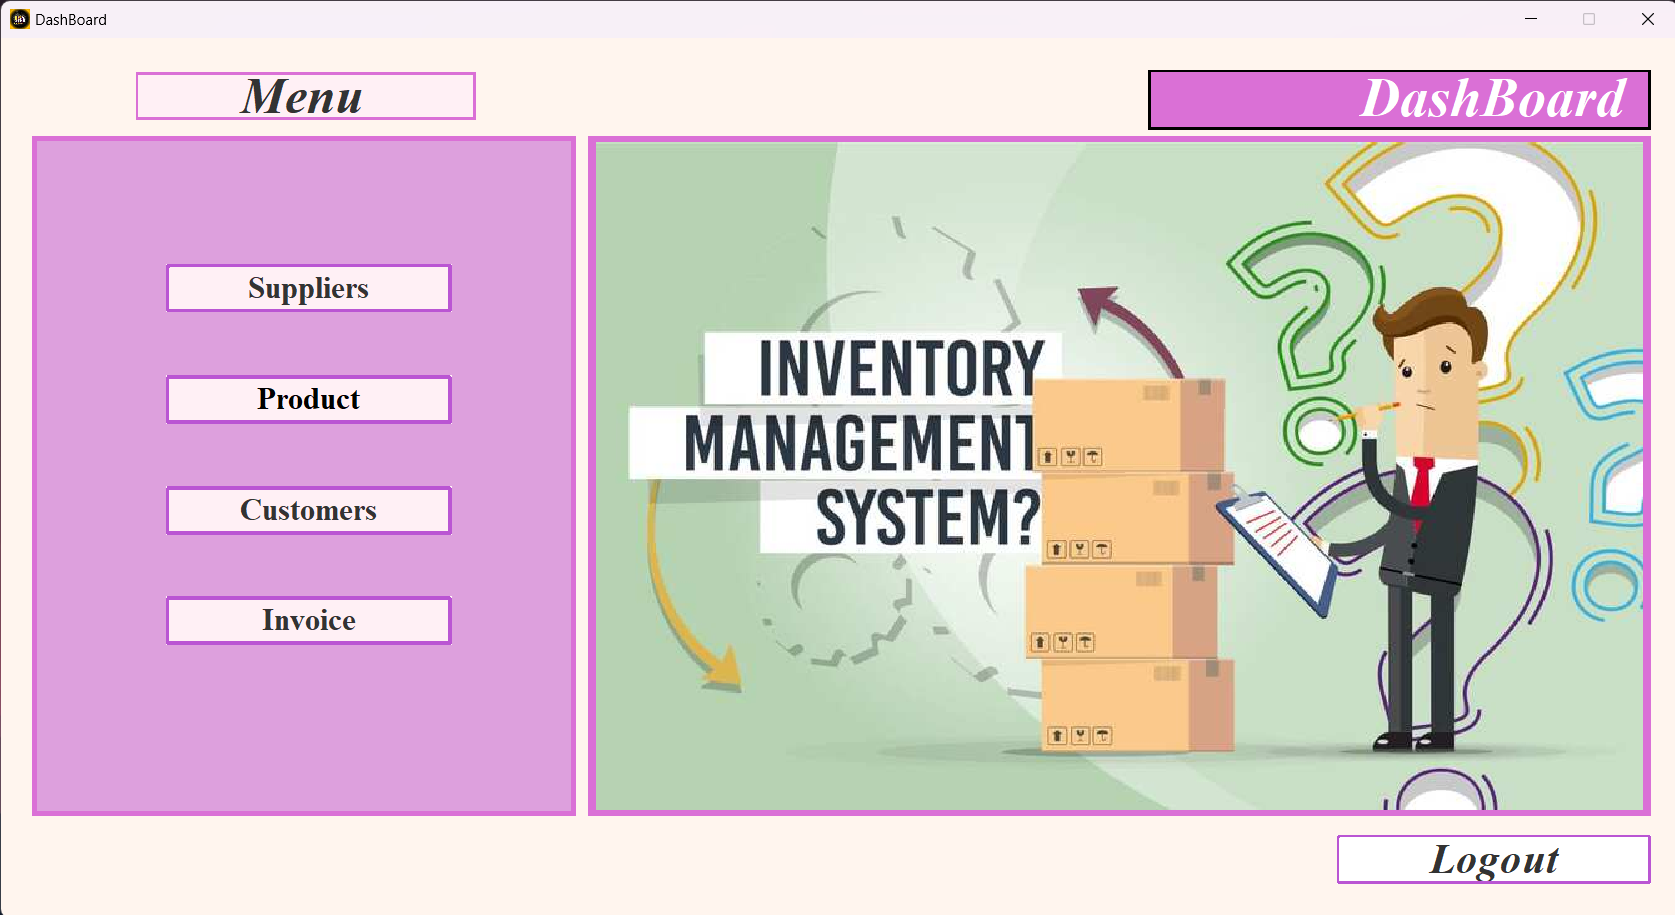 DashBoard
Menu
DashBoard
Suppliers
Product
Customers
Invoice
INVENTORY
MANAGEMENT
SYSTEM?
Logout